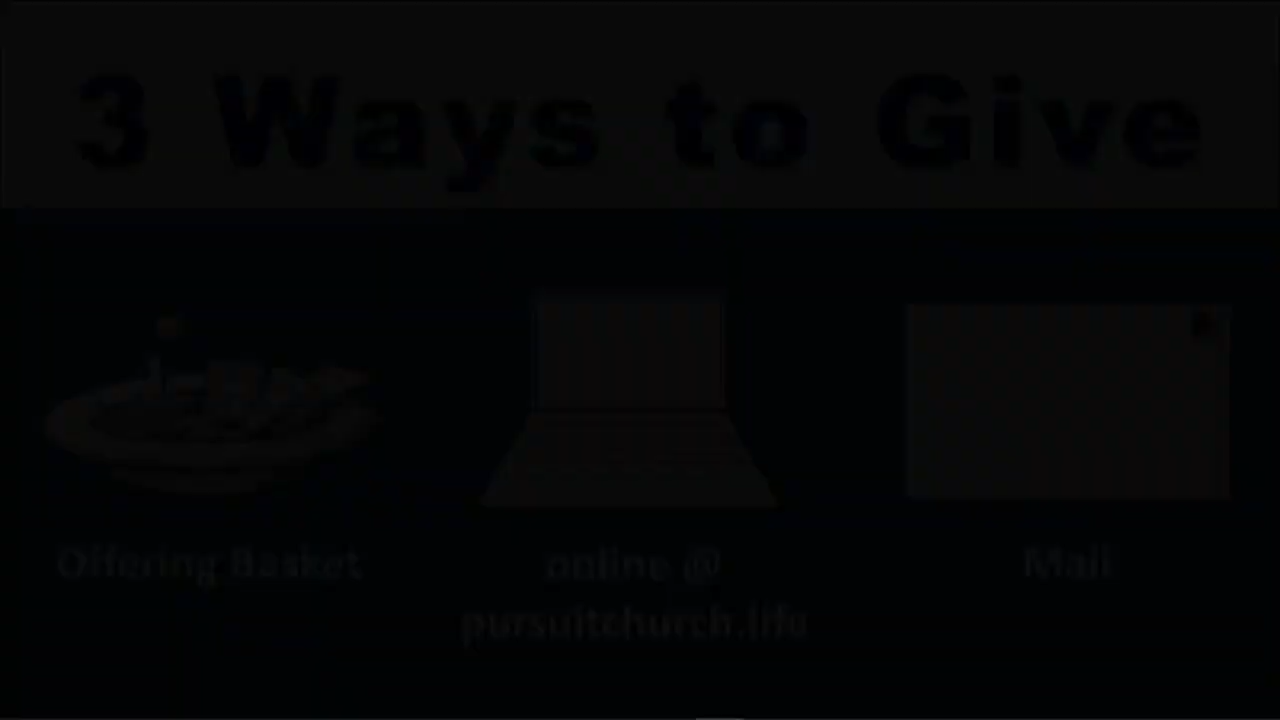 3 Ways to Give
Offering Basket
online @
pursuitchurch.life
Mail